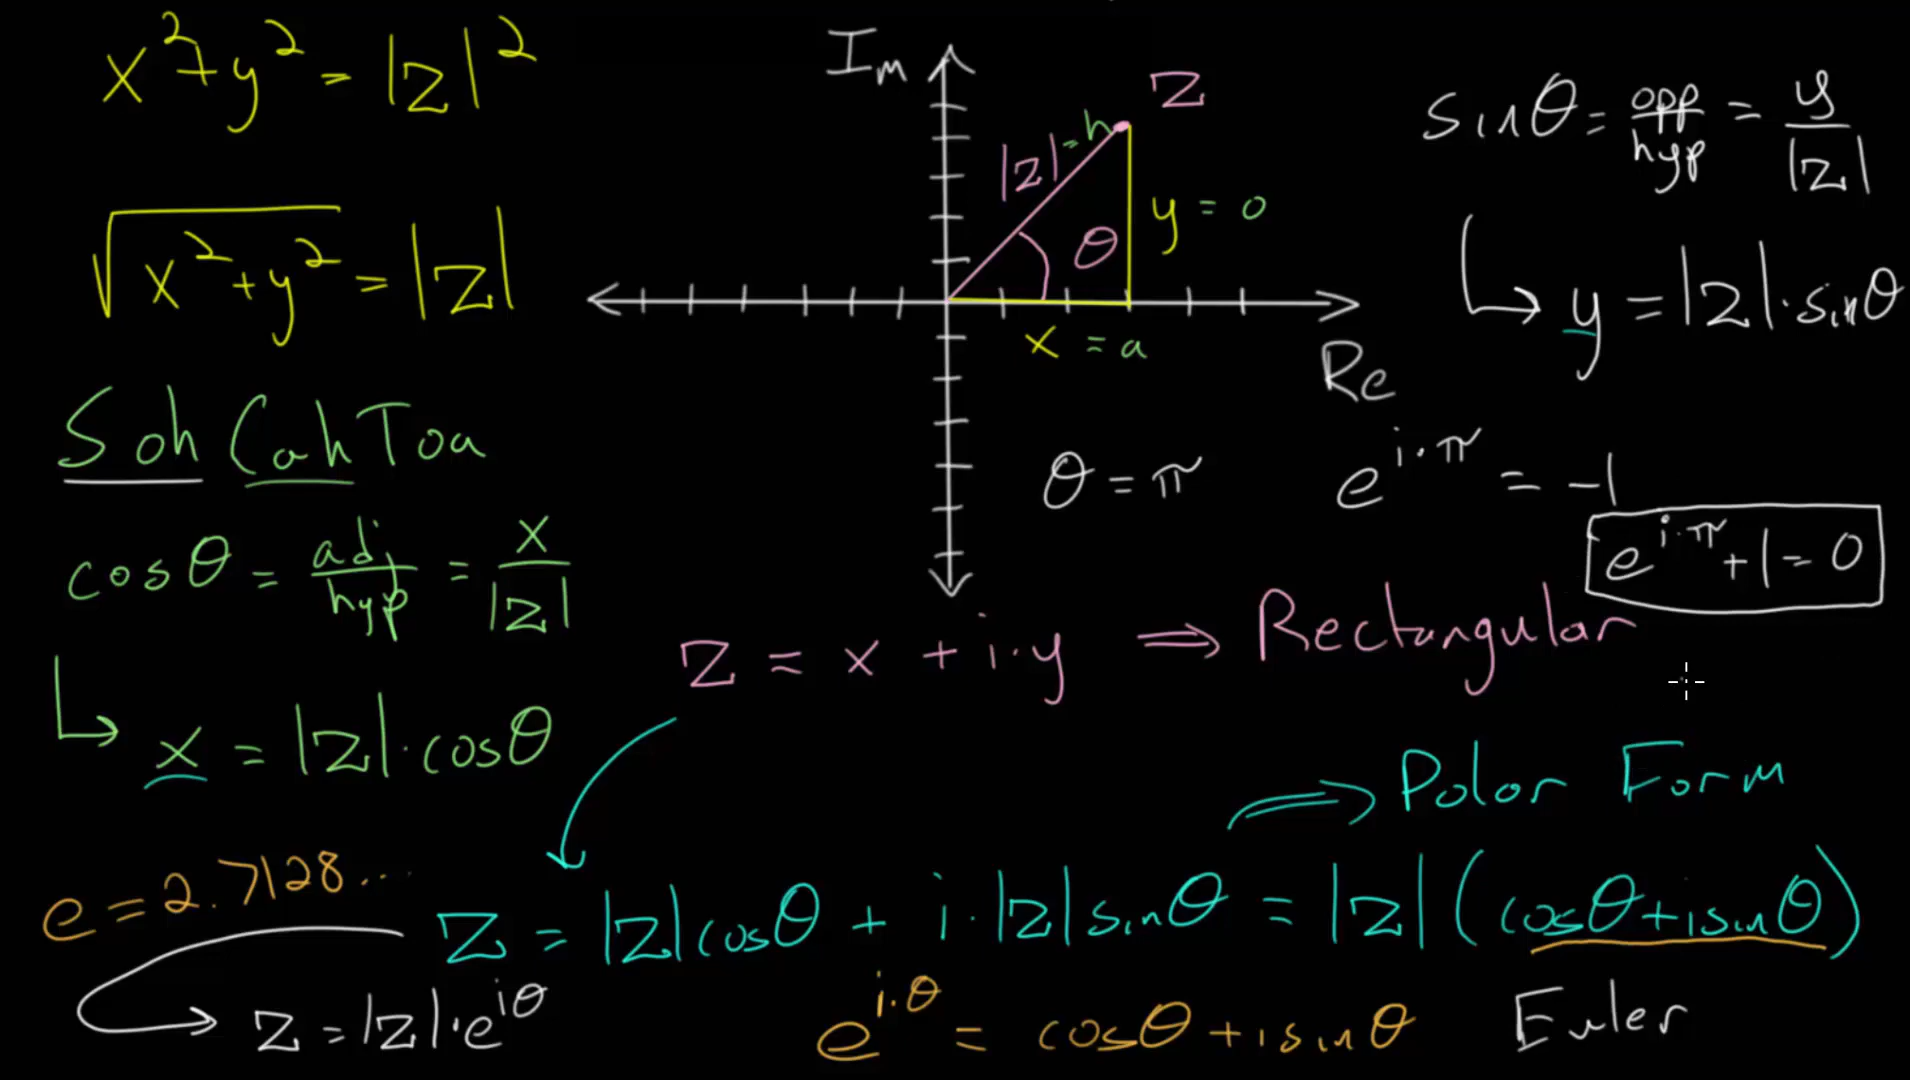 x² + y² = |z|²
√(x² + y²) = |z|
Soh Cah Toa
cosθ = adj/hyp = x/|z|
x = |z|·cosθ
e = 2.7128...
z = |z|·e^(iθ)
Im
z
|z| = h
θ
y = o
x = a
Re
sinθ = opp/hyp = y/|z|
y = |z|·sinθ
θ = π
e^(i·π) = -1
e^(i·π) + 1 = 0
z = x + i·y ⇒ Rectangular
⇒ Polar Form
z = |z|cosθ + i·|z|sinθ = |z|(cosθ + isinθ)
e^(i·θ) = cosθ + isinθ
Euler